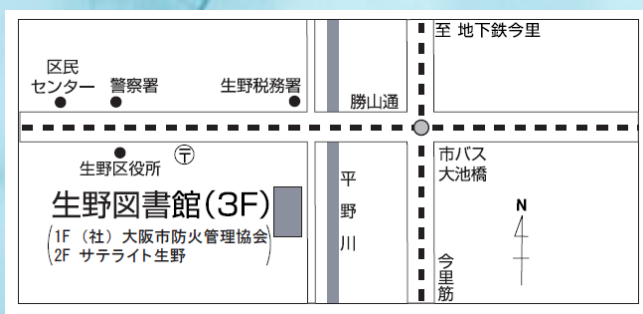 至 地下鉄今里
区民
センター
警察署
生野税務署
勝山通
生野区役所
〒
市バス
大池橋
生野図書館(3F)
(1F (社) 大阪市防火管理協会
2F サテライト生野)
平野川
N
今里筋